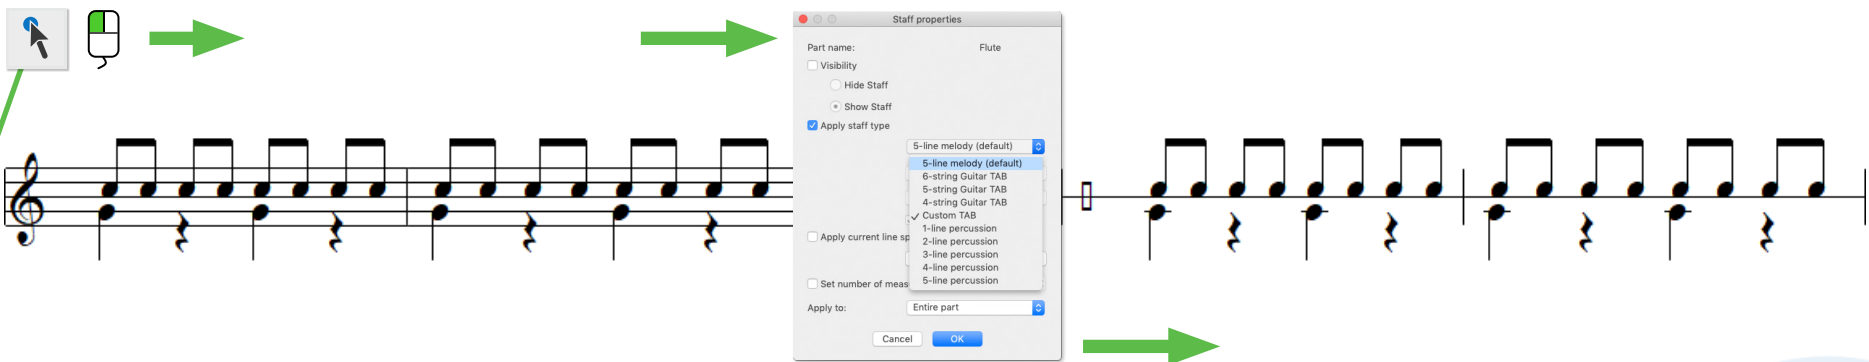 Staff properties
Part name: Flute
Visibility
Hide Staff
Show Staff
Apply staff type
5-line melody (default)
5-line melody (default)
6-string Guitar TAB
5-string Guitar TAB
4-string Guitar TAB
✓ Custom TAB
1-line percussion
2-line percussion
Apply current line sp
3-line percussion
4-line percussion
5-line percussion
Set number of meas
Apply to: Entire part
Cancel OK